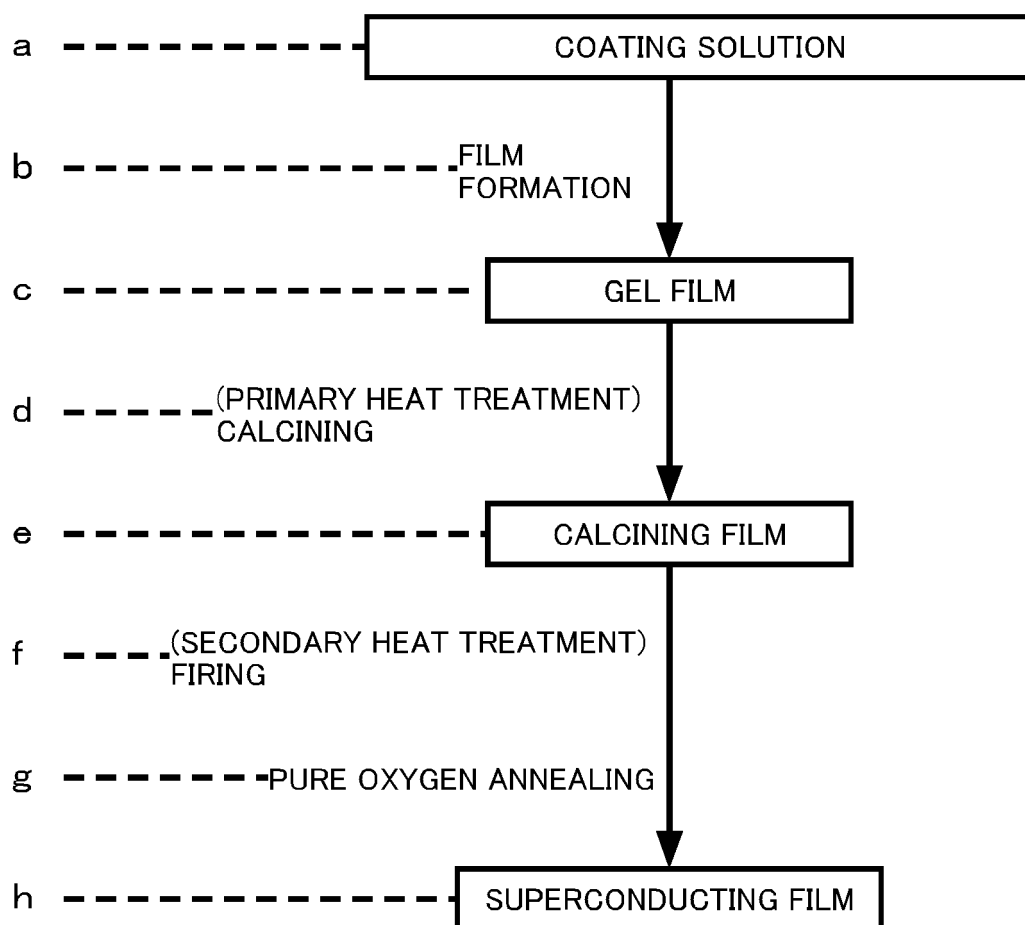 a COATING SOLUTION
b FILM
FORMATION
c GEL FILM
d (PRIMARY HEAT TREATMENT)
CALCINING
e CALCINING FILM
f (SECONDARY HEAT TREATMENT)
FIRING
g PURE OXYGEN ANNEALING
h SUPERCONDUCTING FILM